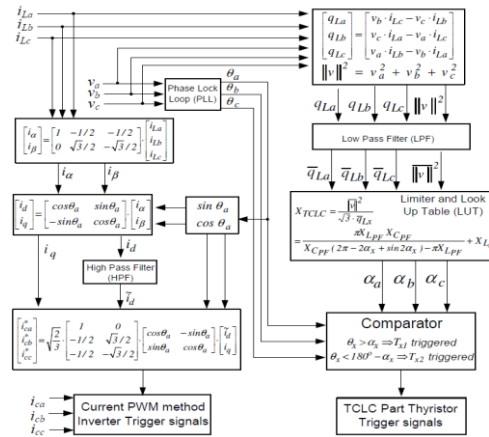 i_La
i_Lb
i_Lc
[q_La q_Lb q_Lc] = [v_b · i_Lc − v_c · i_Lb
v_c · i_La − v_a · i_Lc
v_a · i_Lb − v_b · i_La]
‖v‖² = v_a² + v_b² + v_c²
v_a
v_b
v_c
Phase Lock
Loop (PLL)
θ_a
θ_b
θ_c
q_La q_Lb q_Lc ‖v‖²
[i_α i_β] = [1 −1/2 −1/2
0 √3/2 −√3/2] · [i_La i_Lb i_Lc]
Low Pass Filter (LPF)
i_α i_β
q̅_La q̅_Lb q̅_Lc ‖v‖²
[i_d i_q] = [cosθ_a sinθ_a
−sinθ_a cosθ_a] · [i_α i_β]
sin θ_a
cos θ_a
Limiter and Look
Up Table (LUT)
X_TCLC = ‖v‖² / (√3 · q̅_Lx)
= πX_LPF X_CPF / (X_CPF (2π − 2α_x + sin2α_x) − πX_LPF) + X_L
i_q i_d
High Pass Filter
(HPF)
ĩ_d
α_a α_b α_c
[i*_ca i*_cb i*_cc] = √(2/3) · [1 0
−1/2 √3/2
−1/2 −√3/2] · [cosθ_a −sinθ_a
sinθ_a cosθ_a] · [ĩ_d i_q]
Comparator
θ_x > α_x ⇒ T_x1 triggered
θ_x < 180° − α_x ⇒ T_x2 triggered
i_ca
i_cb
i_cc
Current PWM method
Inverter Trigger signals
TCLC Part Thyristor
Trigger signals